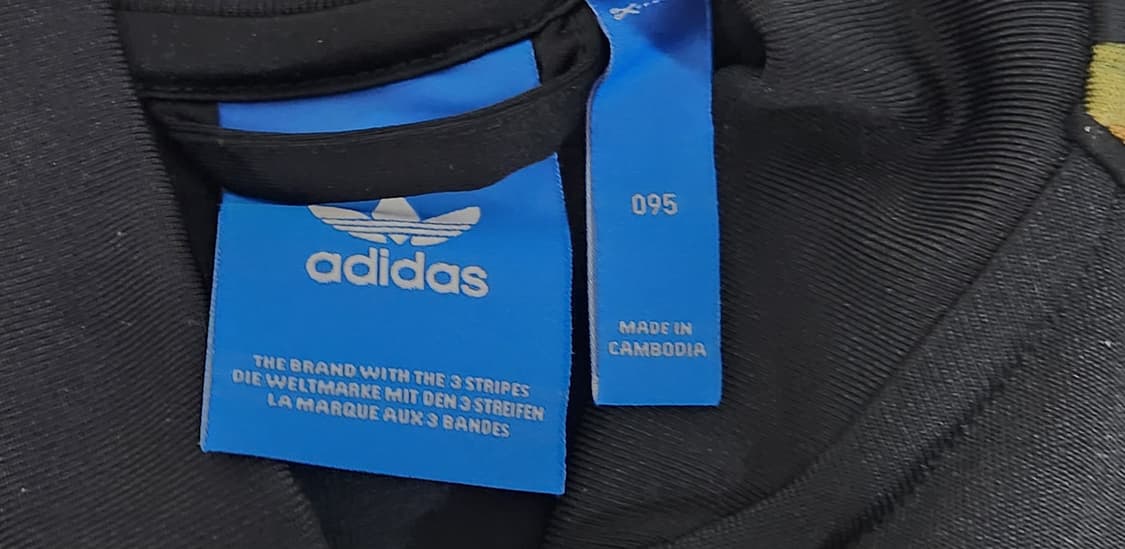 adidas
THE BRAND WITH THE 3 STRIPES
DIE WELTMARKE MIT DEN 3 STREIFEN
LA MARQUE AUX 3 BANDES
095
MADE IN
CAMBODIA